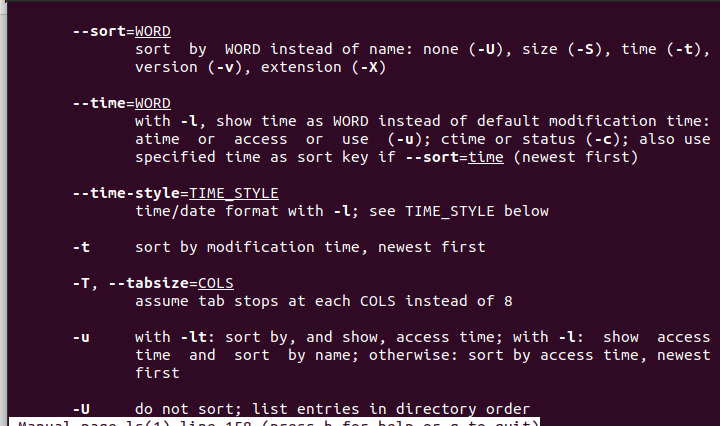 --sort=WORD
sort by WORD instead of name: none (-U), size (-S), time (-t),
version (-v), extension (-X)
--time=WORD
with -l, show time as WORD instead of default modification time:
atime or access or use (-u); ctime or status (-c); also use
specified time as sort key if --sort=time (newest first)
--time-style=TIME_STYLE
time/date format with -l; see TIME_STYLE below
-t sort by modification time, newest first
-T, --tabsize=COLS
assume tab stops at each COLS instead of 8
-u with -lt: sort by, and show, access time; with -l: show access
time and sort by name; otherwise: sort by access time, newest
first
-U do not sort; list entries in directory order
Manual page ls(1) line 158 (press h for help or q to quit)